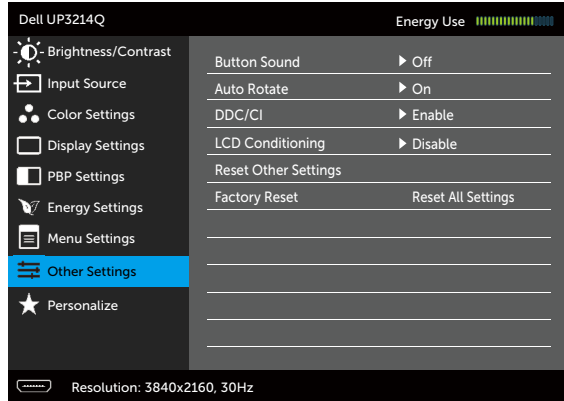 Dell UP3214Q
Energy Use
Brightness/Contrast
Input Source
Color Settings
Display Settings
PBP Settings
Energy Settings
Menu Settings
Other Settings
Personalize
Button Sound Off
Auto Rotate On
DDC/CI Enable
LCD Conditioning Disable
Reset Other Settings
Factory Reset Reset All Settings
Resolution: 3840x2160, 30Hz